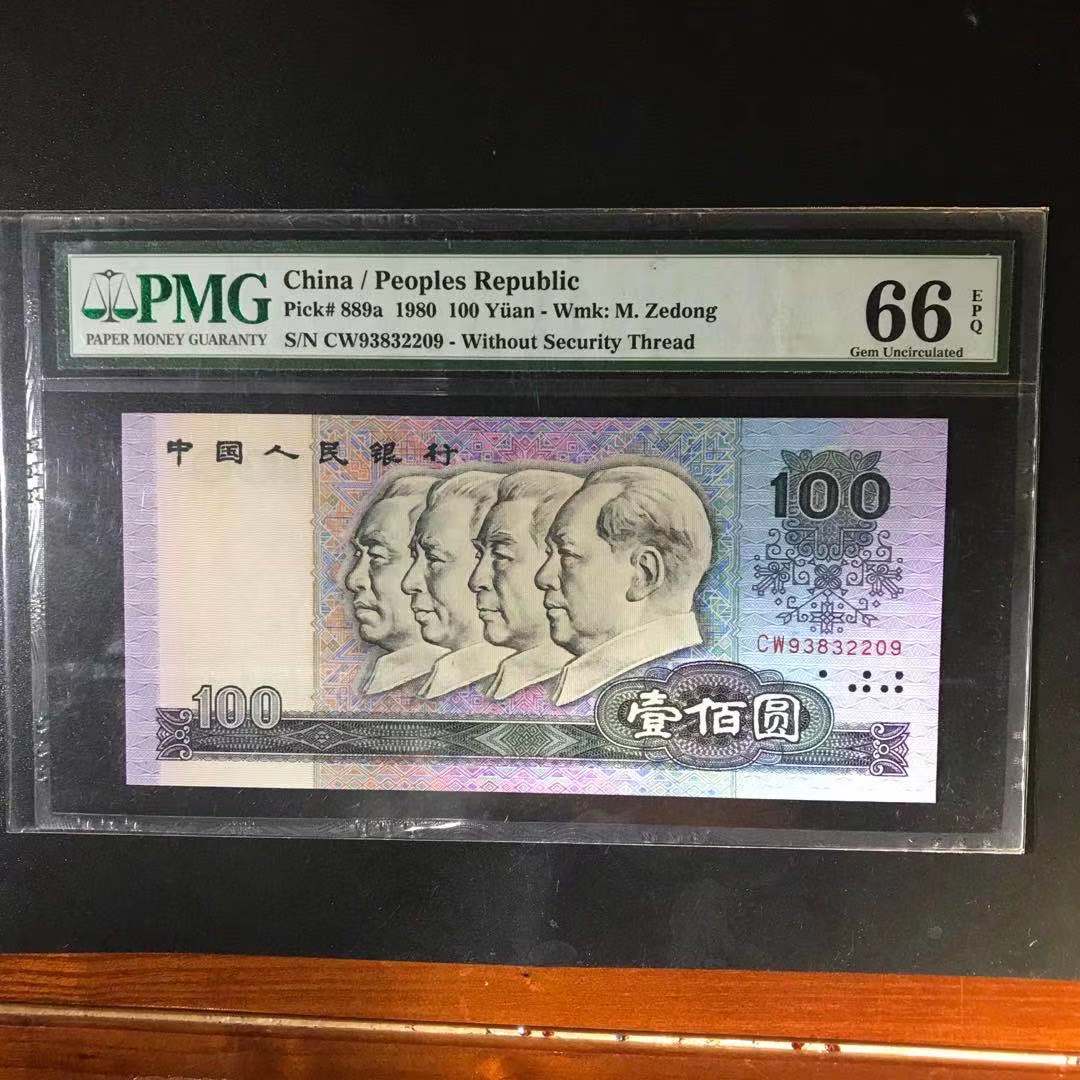 PMG
PAPER MONEY GUARANTY
China / Peoples Republic
Pick# 889a 1980 100 Yüan - Wmk: M. Zedong
S/N CW93832209 - Without Security Thread
66
EPQ
Gem Uncirculated
中国人民银行
100
CW93832209
100
壹佰圆